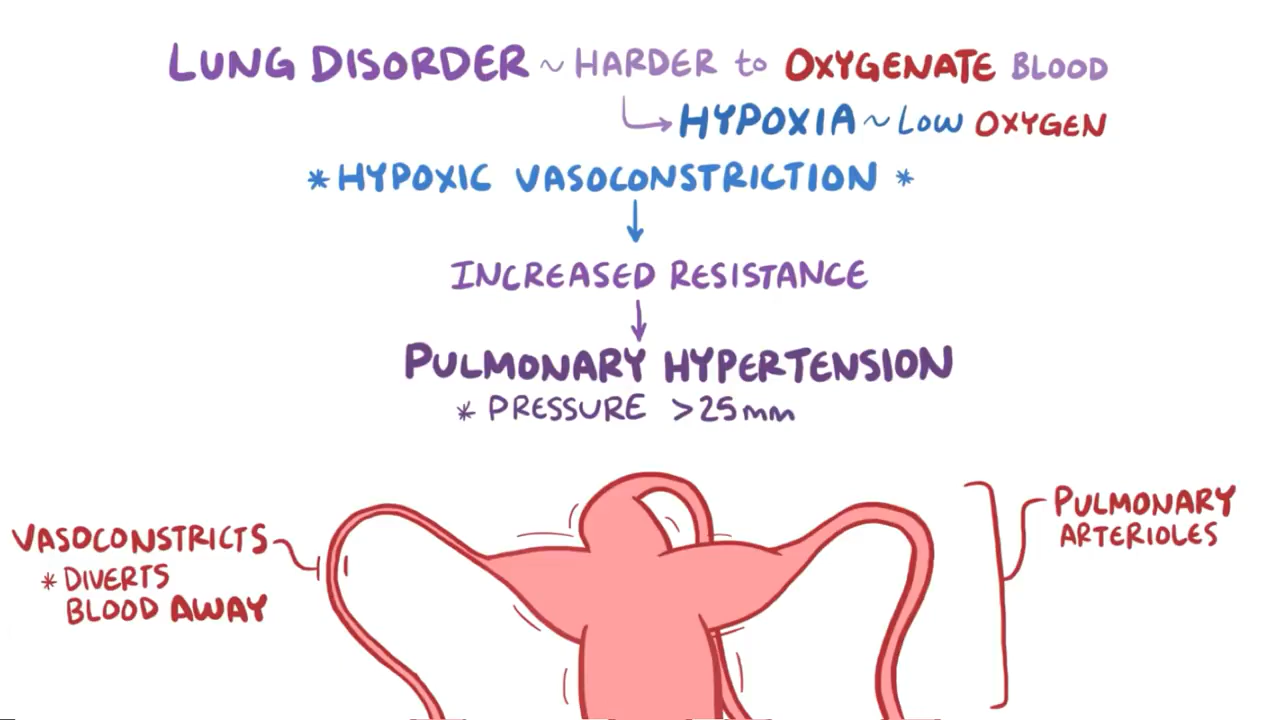 LUNG DISORDER ~ HARDER to OXYGENATE BLOOD
HYPOXIA ~ LOW OXYGEN
* HYPOXIC VASOCONSTRICTION *
INCREASED RESISTANCE
PULMONARY HYPERTENSION
* PRESSURE >25mm
VASOCONSTRICTS
* DIVERTS
BLOOD AWAY
PULMONARY
ARTERIOLES